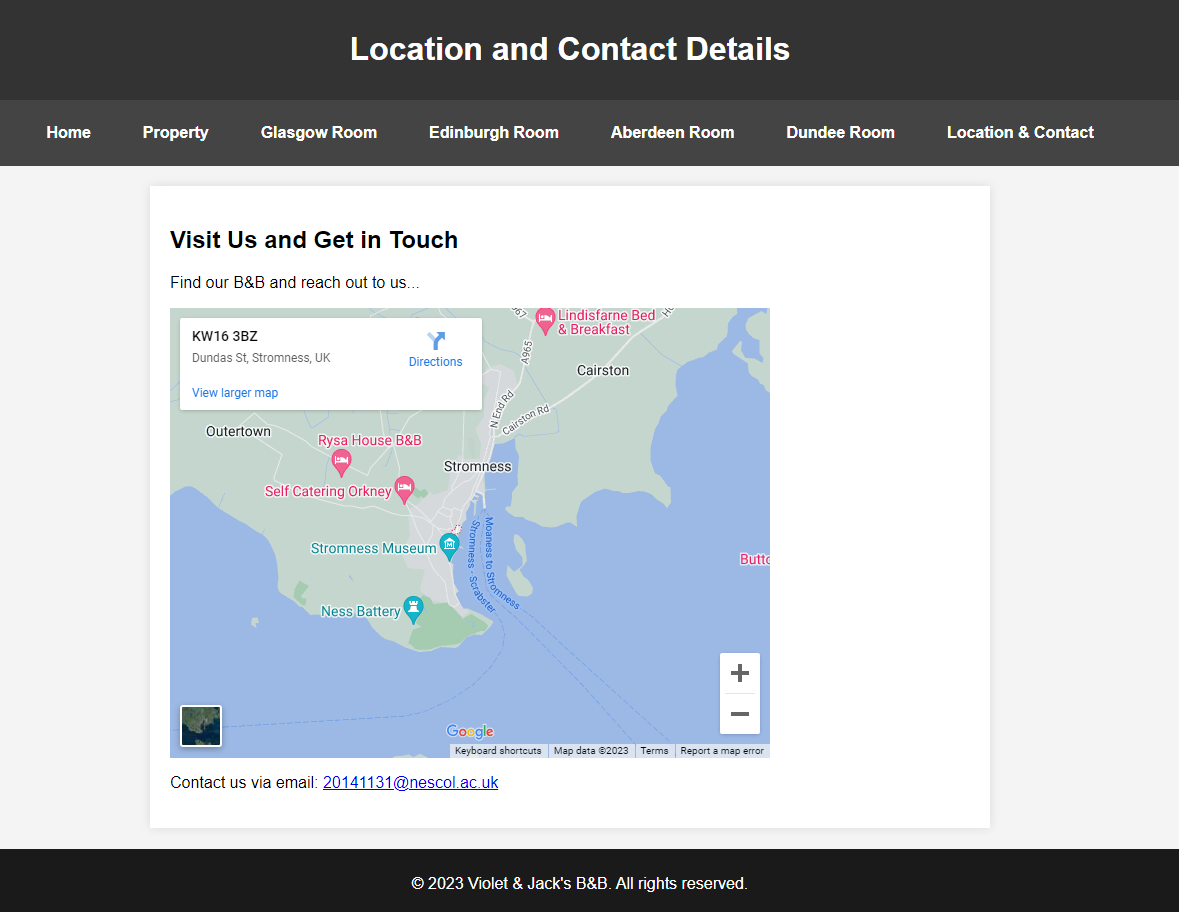 Location and Contact Details
Home Property Glasgow Room Edinburgh Room Aberdeen Room Dundee Room Location & Contact
Visit Us and Get in Touch
Find our B&B and reach out to us...
KW16 3BZ
Dundas St, Stromness, UK
Directions
View larger map
Lindisfarne Bed
& Breakfast
A965
Cairston
N End Rd
Cairston Rd
Outertown
Rysa House B&B
Stromness
Self Catering Orkney
Stromness Museum
Stromness - Scrabster
Moaness to Stromness
Ness Battery
Google
Keyboard shortcuts Map data ©2023 Terms Report a map error
Contact us via email: 20141131@nescol.ac.uk
© 2023 Violet & Jack's B&B. All rights reserved.